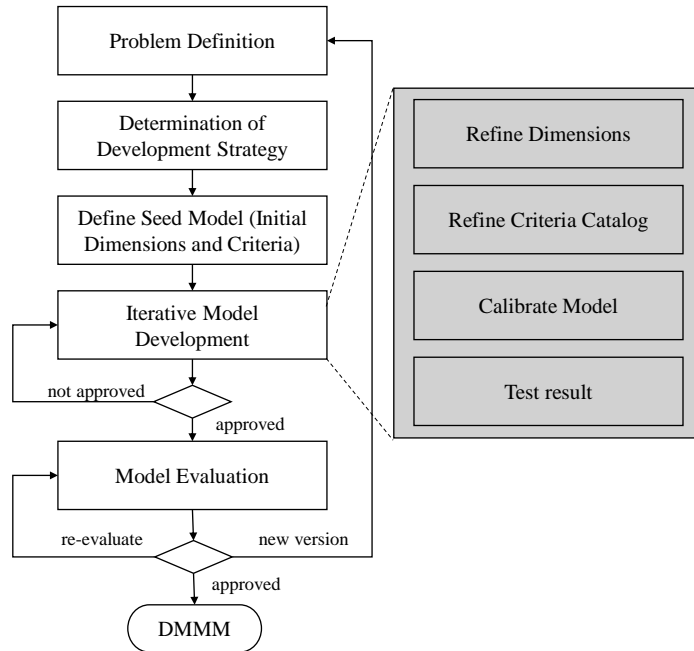 Problem Definition
Determination of
Development Strategy
Define Seed Model (Initial
Dimensions and Criteria)
Iterative Model
Development
not approved
approved
Model Evaluation
re-evaluate
new version
approved
DMMM
Refine Dimensions
Refine Criteria Catalog
Calibrate Model
Test result